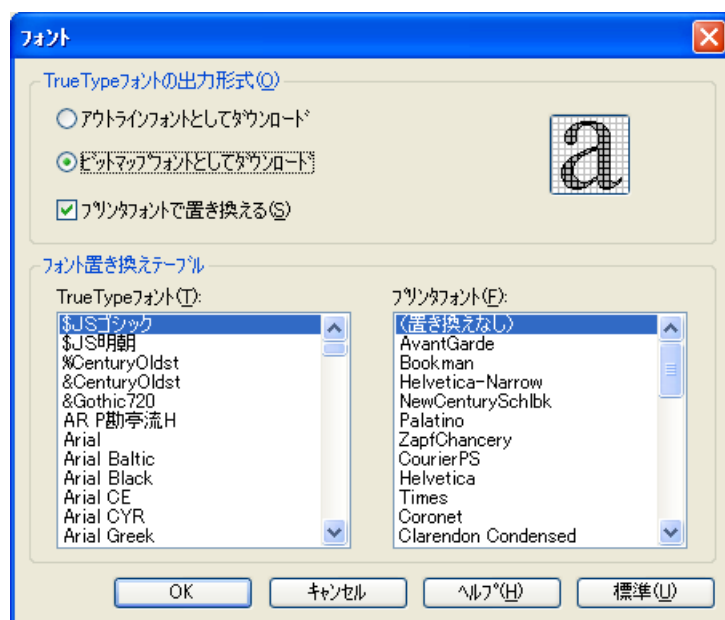 フォント
TrueTypeフォントの出力形式(O)
アウトラインフォントとしてダウンロード
ビットマップフォントとしてダウンロード
プリンタフォントで置き換える(S)
a
フォント置き換えテーブル
TrueTypeフォント(T):
$JSゴシック
$JS明朝
%CenturyOldst
&CenturyOldst
&Gothic720
AR P勘亭流H
Arial
Arial Baltic
Arial Black
Arial CE
Arial CYR
Arial Greek
プリンタフォント(F):
(置き換えなし)
AvantGarde
Bookman
Helvetica-Narrow
NewCenturySchlbk
Palatino
ZapfChancery
CourierPS
Helvetica
Times
Coronet
Clarendon Condensed
OK キャンセル ヘルプ(H) 標準(U)